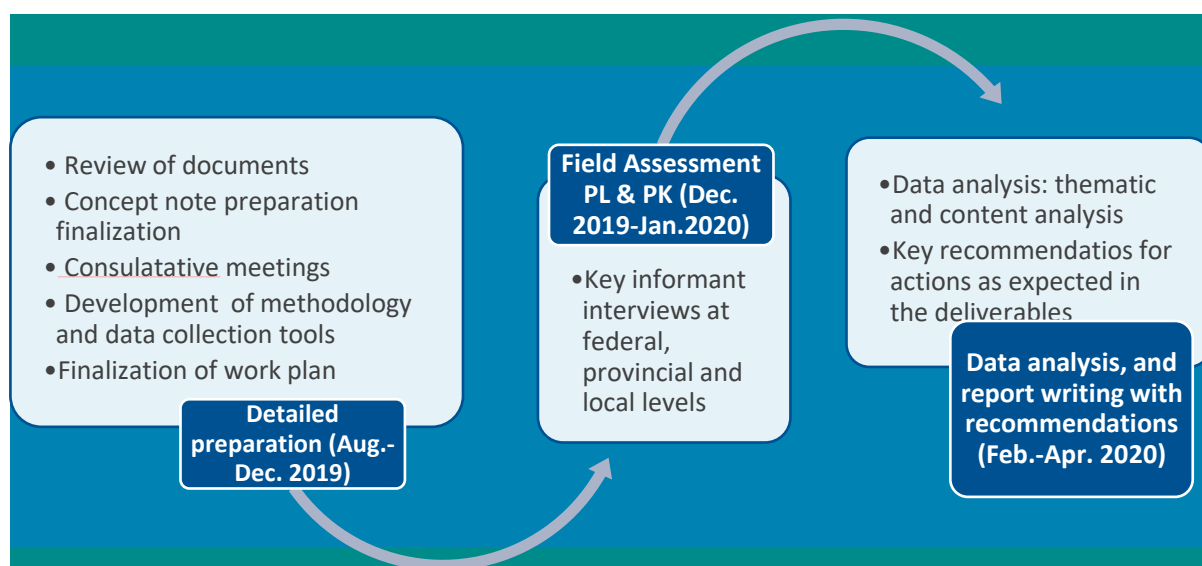 • Review of documents
• Concept note preparation
finalization
• Consulatative meetings
• Development of methodology
and data collection tools
•Finalization of work plan
Detailed
preparation (Aug.-
Dec. 2019)
Field Assessment
PL & PK (Dec.
2019-Jan.2020)
•Key informant
interviews at
federal,
provincial and
local levels
•Data analysis: thematic
and content analysis
•Key recommendatios for
actions as expected in
the deliverables
Data analysis, and
report writing with
recommendations
(Feb.-Apr. 2020)